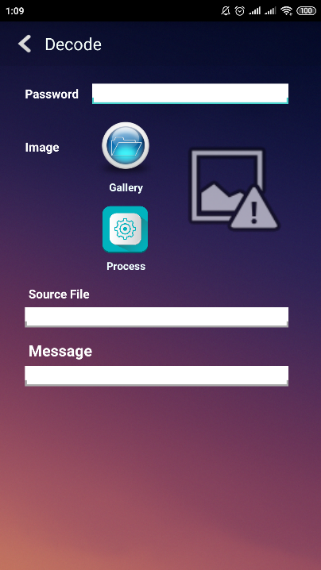 1:09
100
Decode
Password
Image
Gallery
Process
Source File
Message